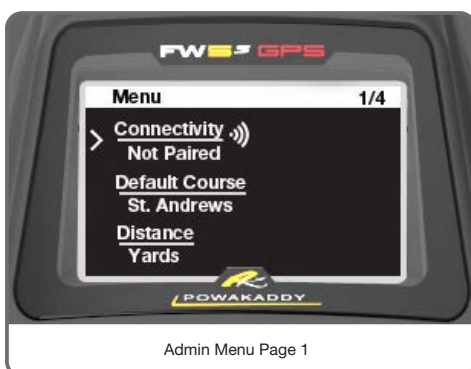 FW5s GPS
Menu 1/4
Connectivity
Not Paired
Default Course
St. Andrews
Distance
Yards
POWAKADDY
Admin Menu Page 1